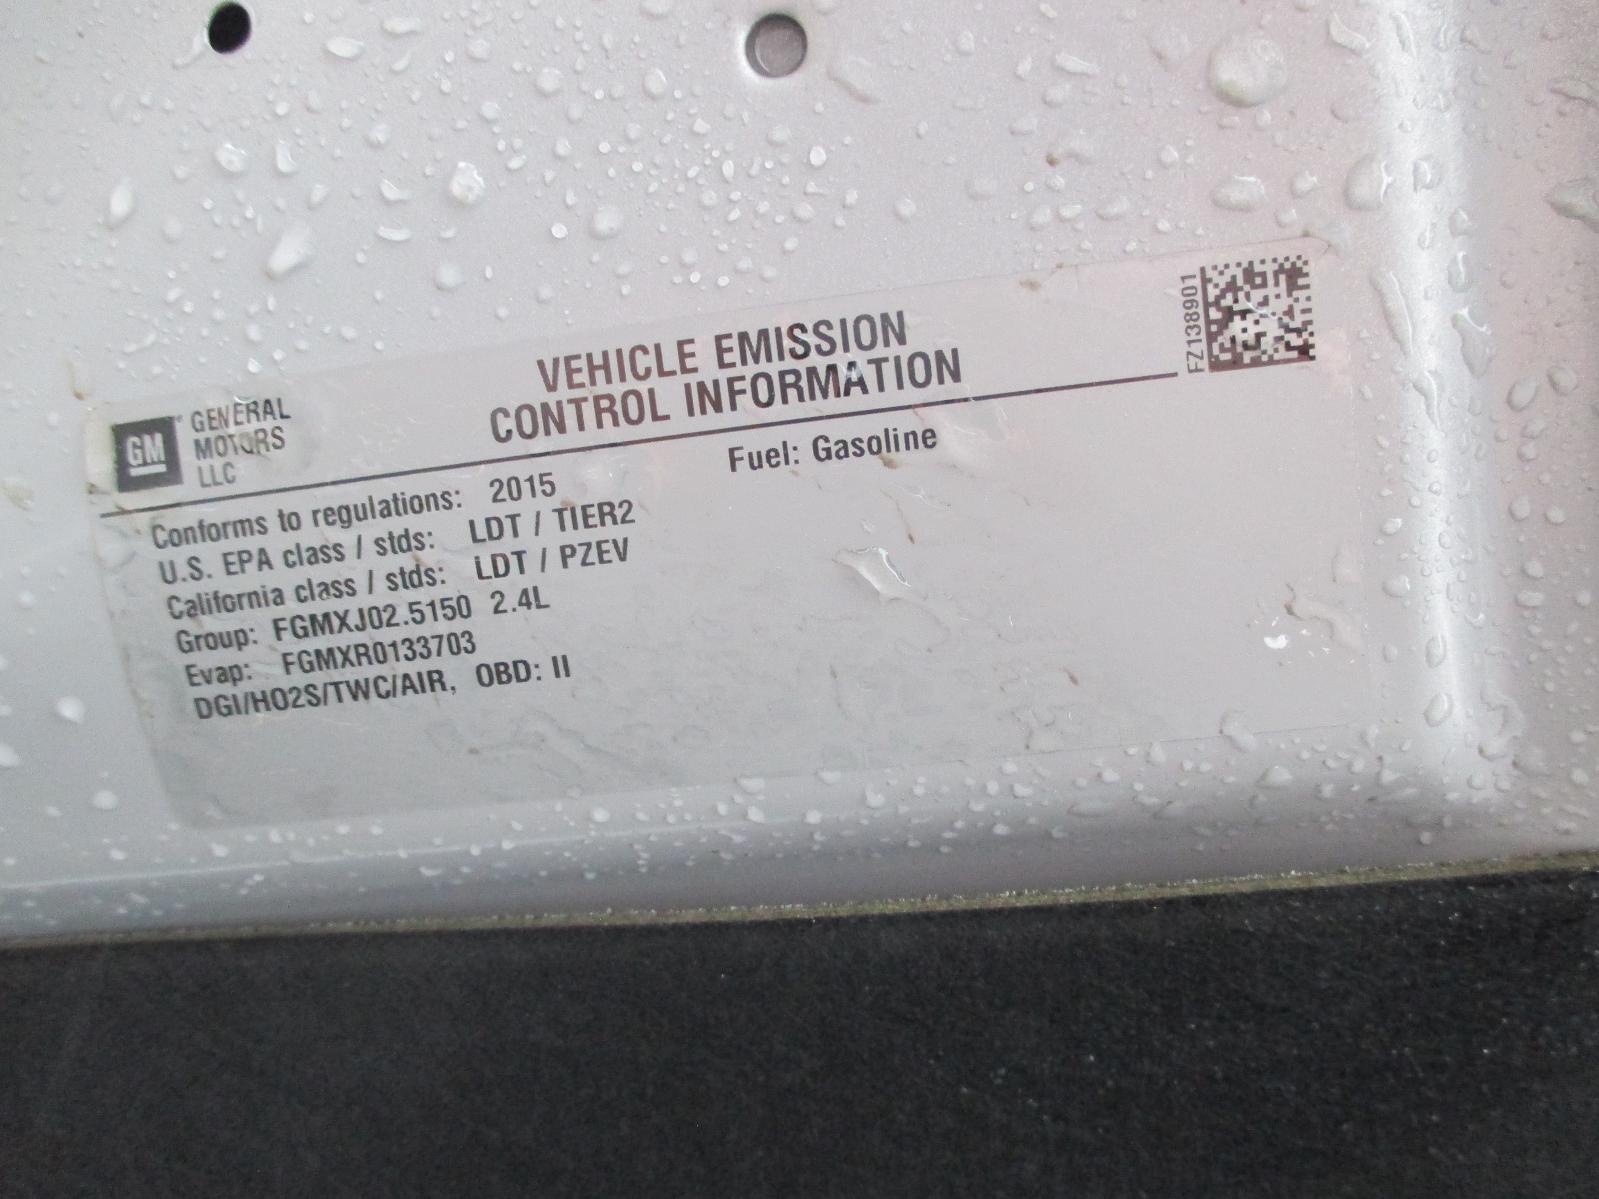 GM GENERAL
MOTORS
LLC
VEHICLE EMISSION
CONTROL INFORMATION
FZ138901
Conforms to regulations: 2015 Fuel: Gasoline
U.S. EPA class / stds: LDT / TIER2
California class / stds: LDT / PZEV
Group: FGMXJ02.5150 2.4L
Evap: FGMXR0133703
DGI/HO2S/TWC/AIR, OBD: II